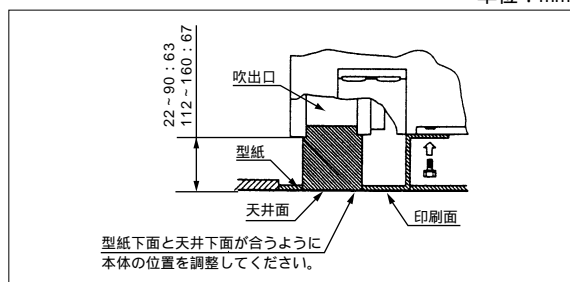 単位：mm
22~90：63
112~160：67
吹出口
型紙
天井面
印刷面
型紙下面と天井下面が合うように
本体の位置を調整してください。